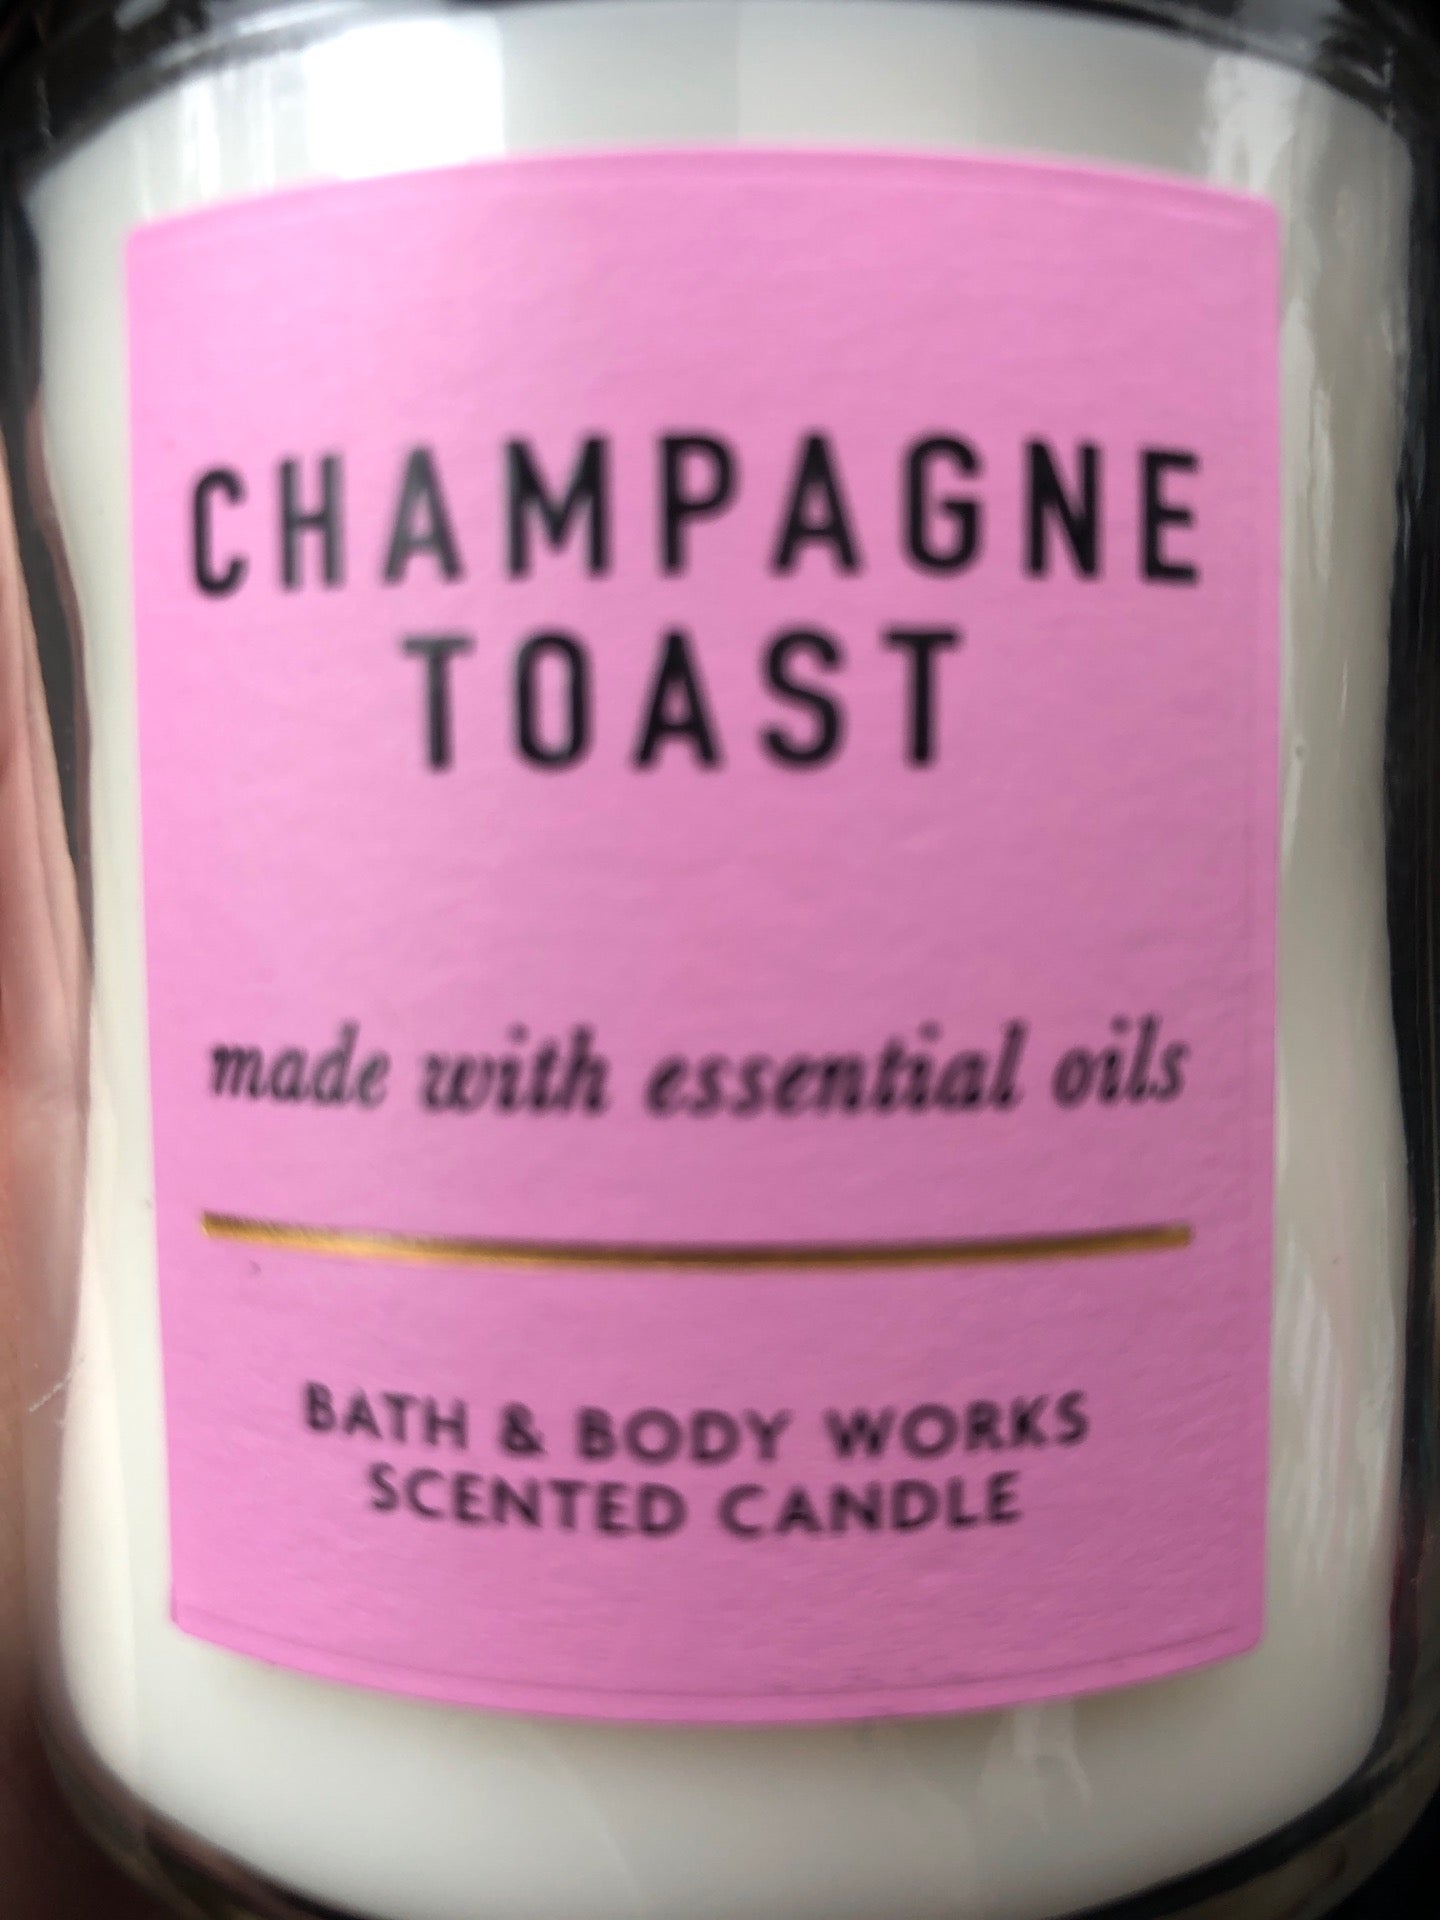 CHAMPAGNE
TOAST
made with essential oils
BATH & BODY WORKS
SCENTED CANDLE